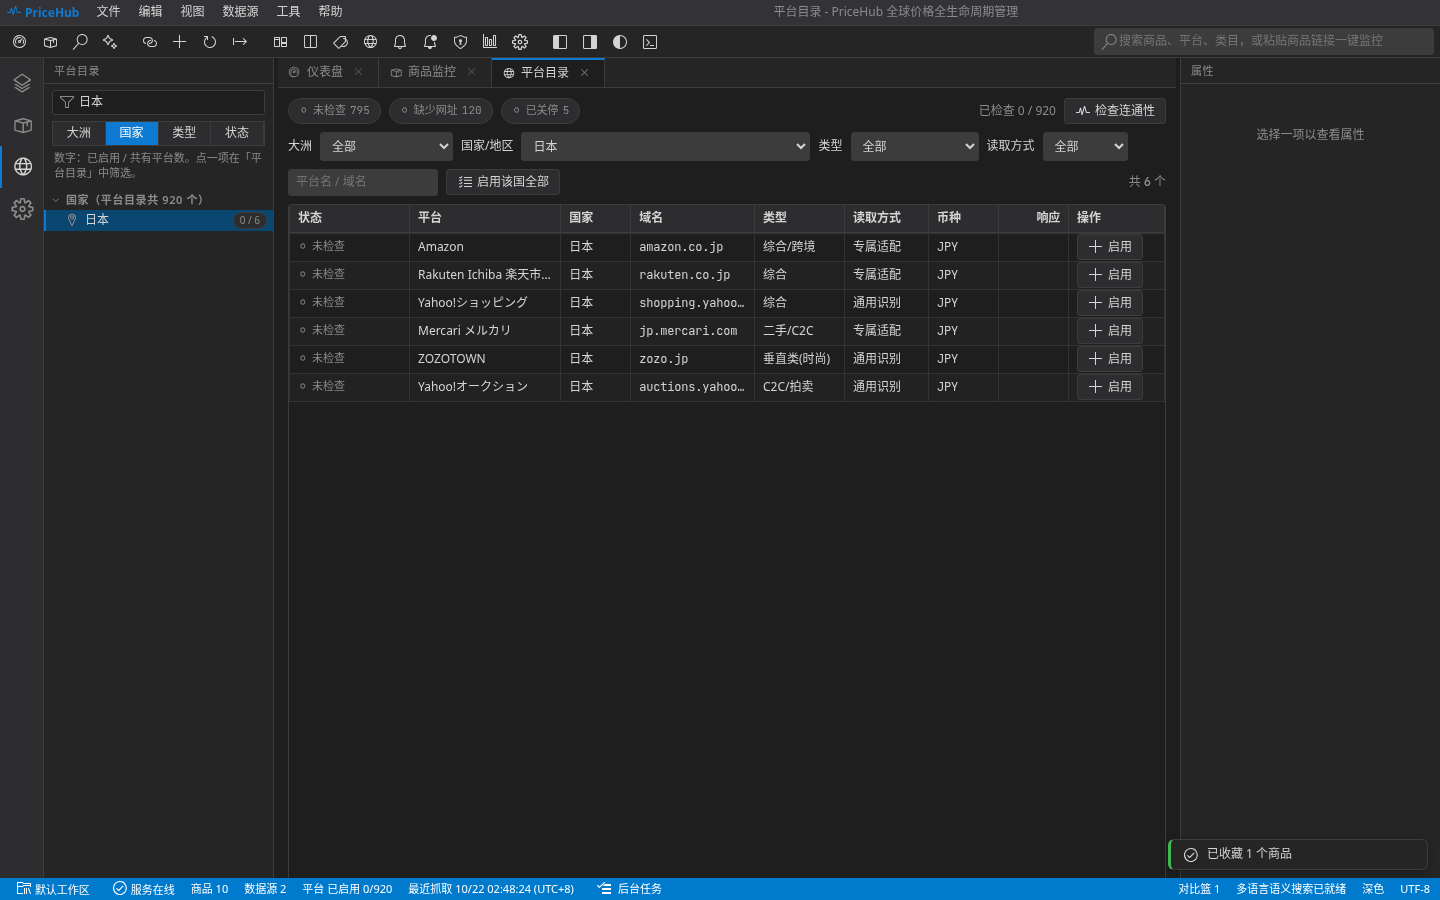 PriceHub 文件 编辑 视图 数据源 工具 帮助 平台目录 - PriceHub 全球价格全生命周期管理
搜索商品、平台、类目，或粘贴商品链接一键监控
平台目录
日本
大洲 国家 类型 状态
数字：已启用 / 共有平台数。点一项在「平
台目录」中筛选。
国家（平台目录共 920 个）
日本 0 / 6
仪表盘 商品监控 平台目录
未检查 795 缺少网址 120 已关停 5 已检查 0 / 920 检查连通性
大洲 全部 国家/地区 日本 类型 全部 读取方式 全部
平台名 / 域名 启用该国全部 共 6 个
状态 平台 国家 域名 类型 读取方式 币种 响应 操作
未检查 Amazon 日本 amazon.co.jp 综合/跨境 专属适配 JPY 启用
未检查 Rakuten Ichiba 楽天市... 日本 rakuten.co.jp 综合 专属适配 JPY 启用
未检查 Yahoo!ショッピング 日本 shopping.yahoo… 综合 通用识别 JPY 启用
未检查 Mercari メルカリ 日本 jp.mercari.com 二手/C2C 专属适配 JPY 启用
未检查 ZOZOTOWN 日本 zozo.jp 垂直类(时尚) 通用识别 JPY 启用
未检查 Yahoo!オークション 日本 auctions.yahoo… C2C/拍卖 通用识别 JPY 启用
属性
选择一项以查看属性
已收藏 1 个商品
默认工作区 服务在线 商品 10 数据源 2 平台 已启用 0/920 最近抓取 10/22 02:48:24 (UTC+8) 后台任务 对比篮 1 多语言语义搜索已就绪 深色 UTF-8